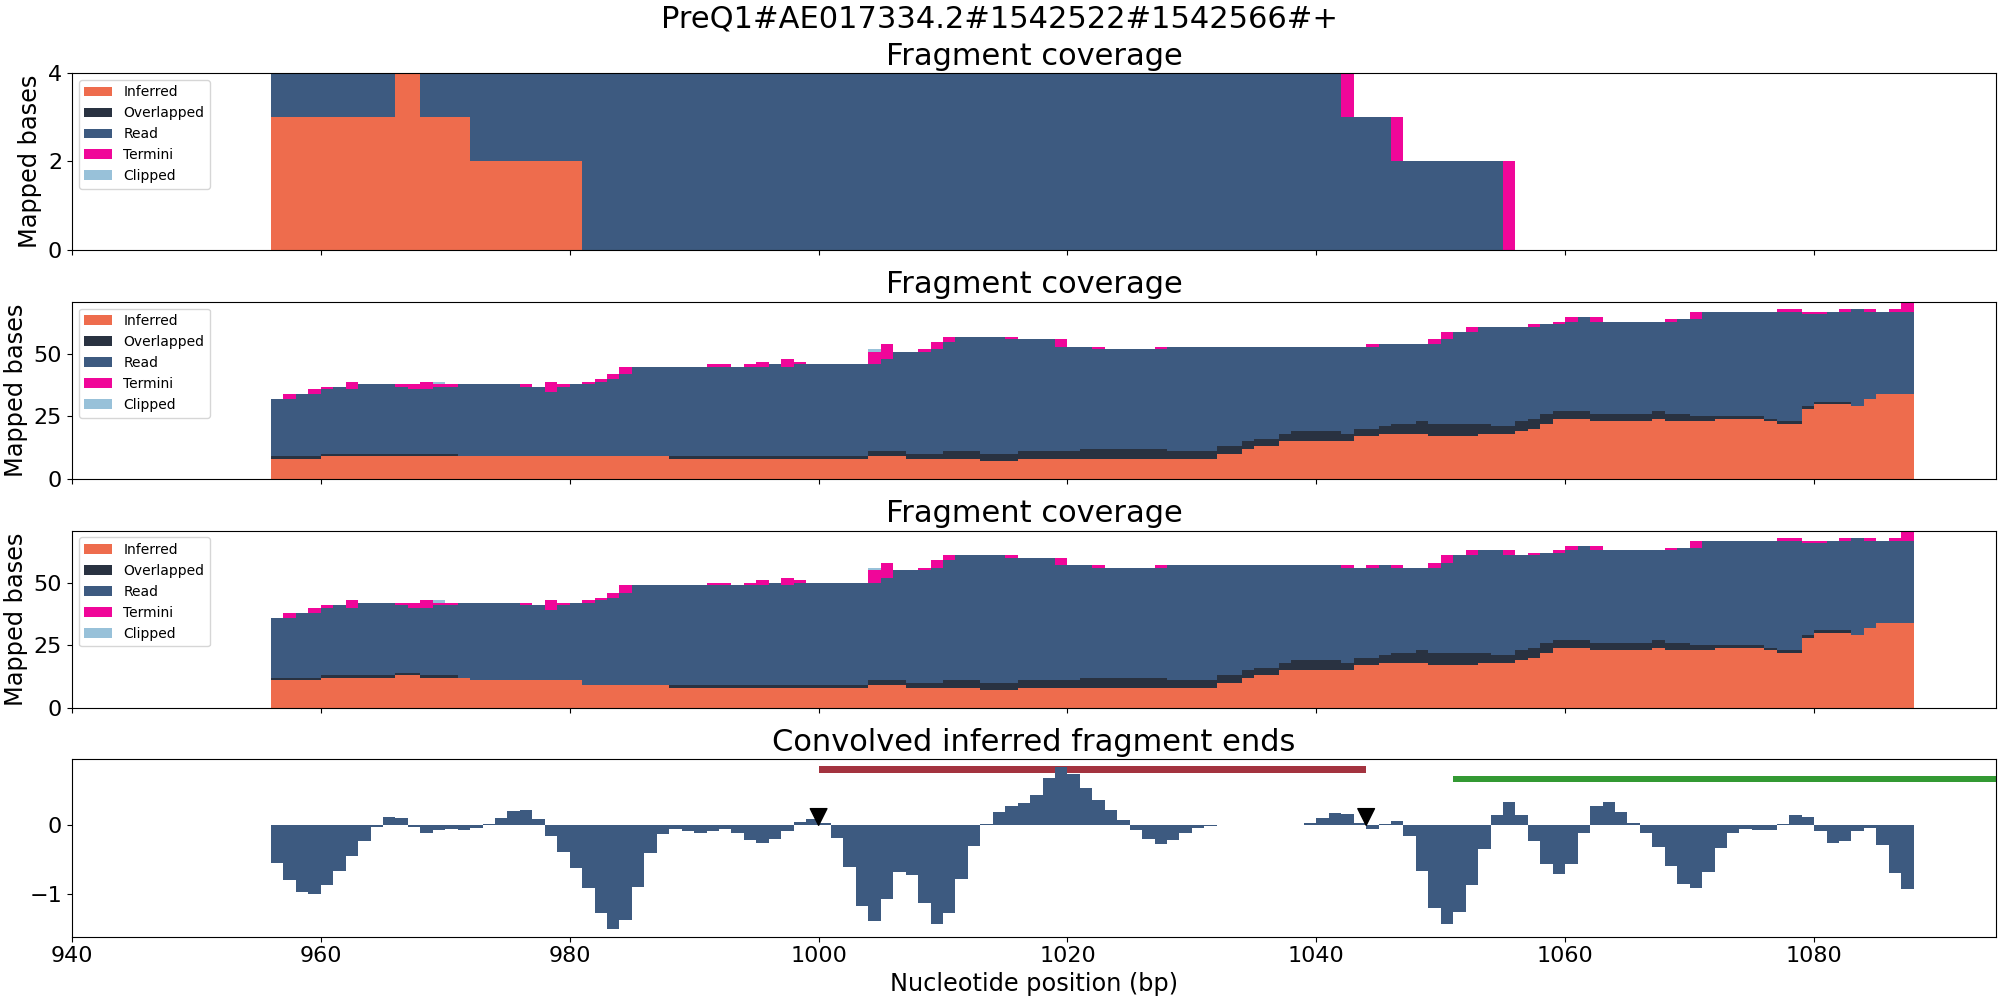 PreQ1#AE017334.2#1542522#1542566#+
Fragment coverage
Mapped bases
4
2
0
Inferred
Overlapped
Read
Termini
Clipped
Fragment coverage
Mapped bases
50
25
0
Inferred
Overlapped
Read
Termini
Clipped
Fragment coverage
Mapped bases
50
25
0
Inferred
Overlapped
Read
Termini
Clipped
Convolved inferred fragment ends
0
−1
940 960 980 1000 1020 1040 1060 1080
Nucleotide position (bp)